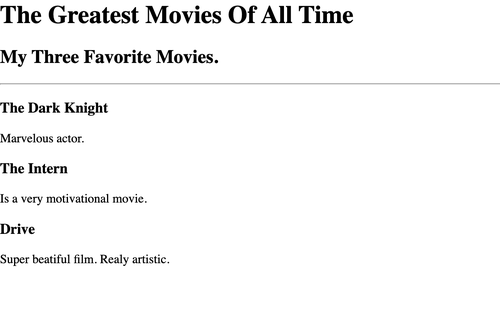 The Greatest Movies Of All Time
My Three Favorite Movies.
The Dark Knight
Marvelous actor.
The Intern
Is a very motivational movie.
Drive
Super beatiful film. Realy artistic.